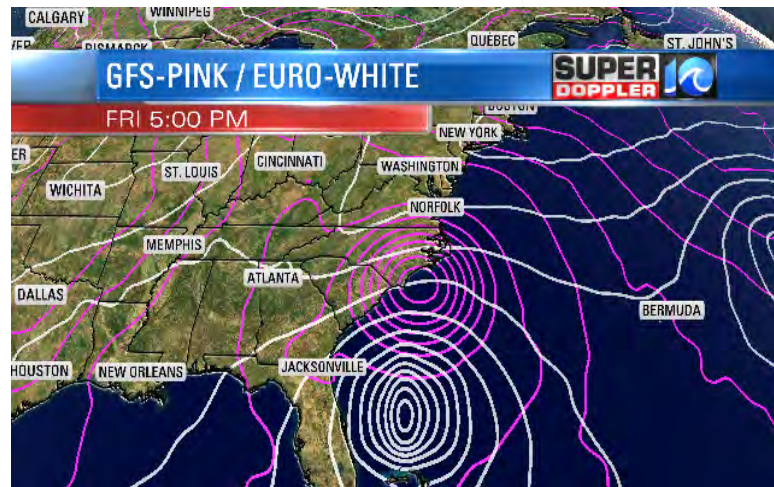 CALGARY
WINNIPEG
BISMARCK
QUÉBEC
ST. JOHN'S
GFS-PINK / EURO-WHITE
SUPER
DOPPLER 10
FRI 5:00 PM
BOSTON
NEW YORK
CINCINNATI
WASHINGTON
ST. LOUIS
WICHITA
NORFOLK
MEMPHIS
ATLANTA
DALLAS
BERMUDA
HOUSTON
NEW ORLEANS
JACKSONVILLE